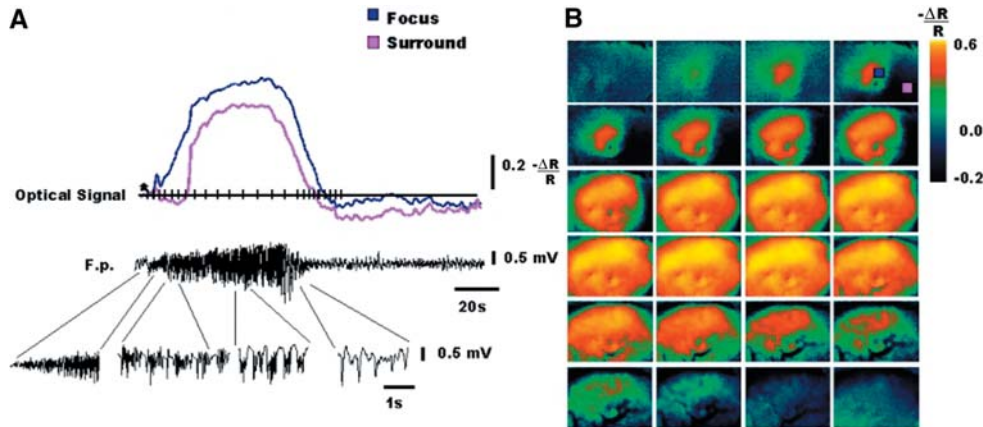 A
Focus
Surround
0.2 -ΔR/R
Optical Signal
F.p.
0.5 mV
20s
0.5 mV
1s
B
-ΔR/R
0.6
0.0
-0.2